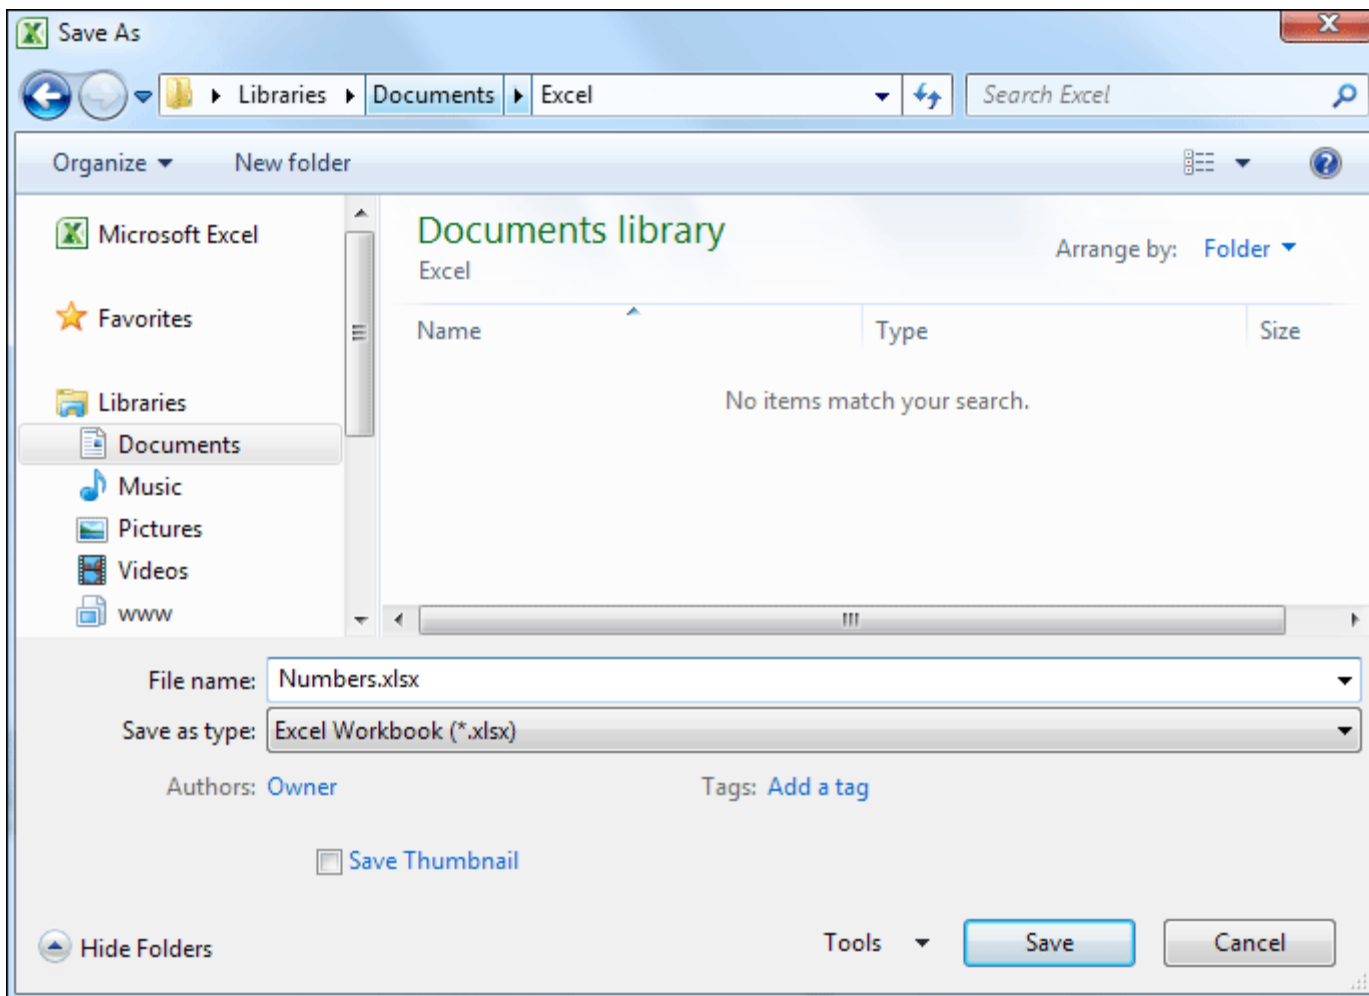 Save As
Libraries Documents Excel Search Excel
Organize New folder
Microsoft Excel
Favorites
Libraries
Documents
Music
Pictures
Videos
www
Documents library
Excel
Arrange by: Folder
Name Type Size
No items match your search.
File name: Numbers.xlsx
Save as type: Excel Workbook (*.xlsx)
Authors: Owner Tags: Add a tag
Save Thumbnail
Hide Folders Tools Save Cancel